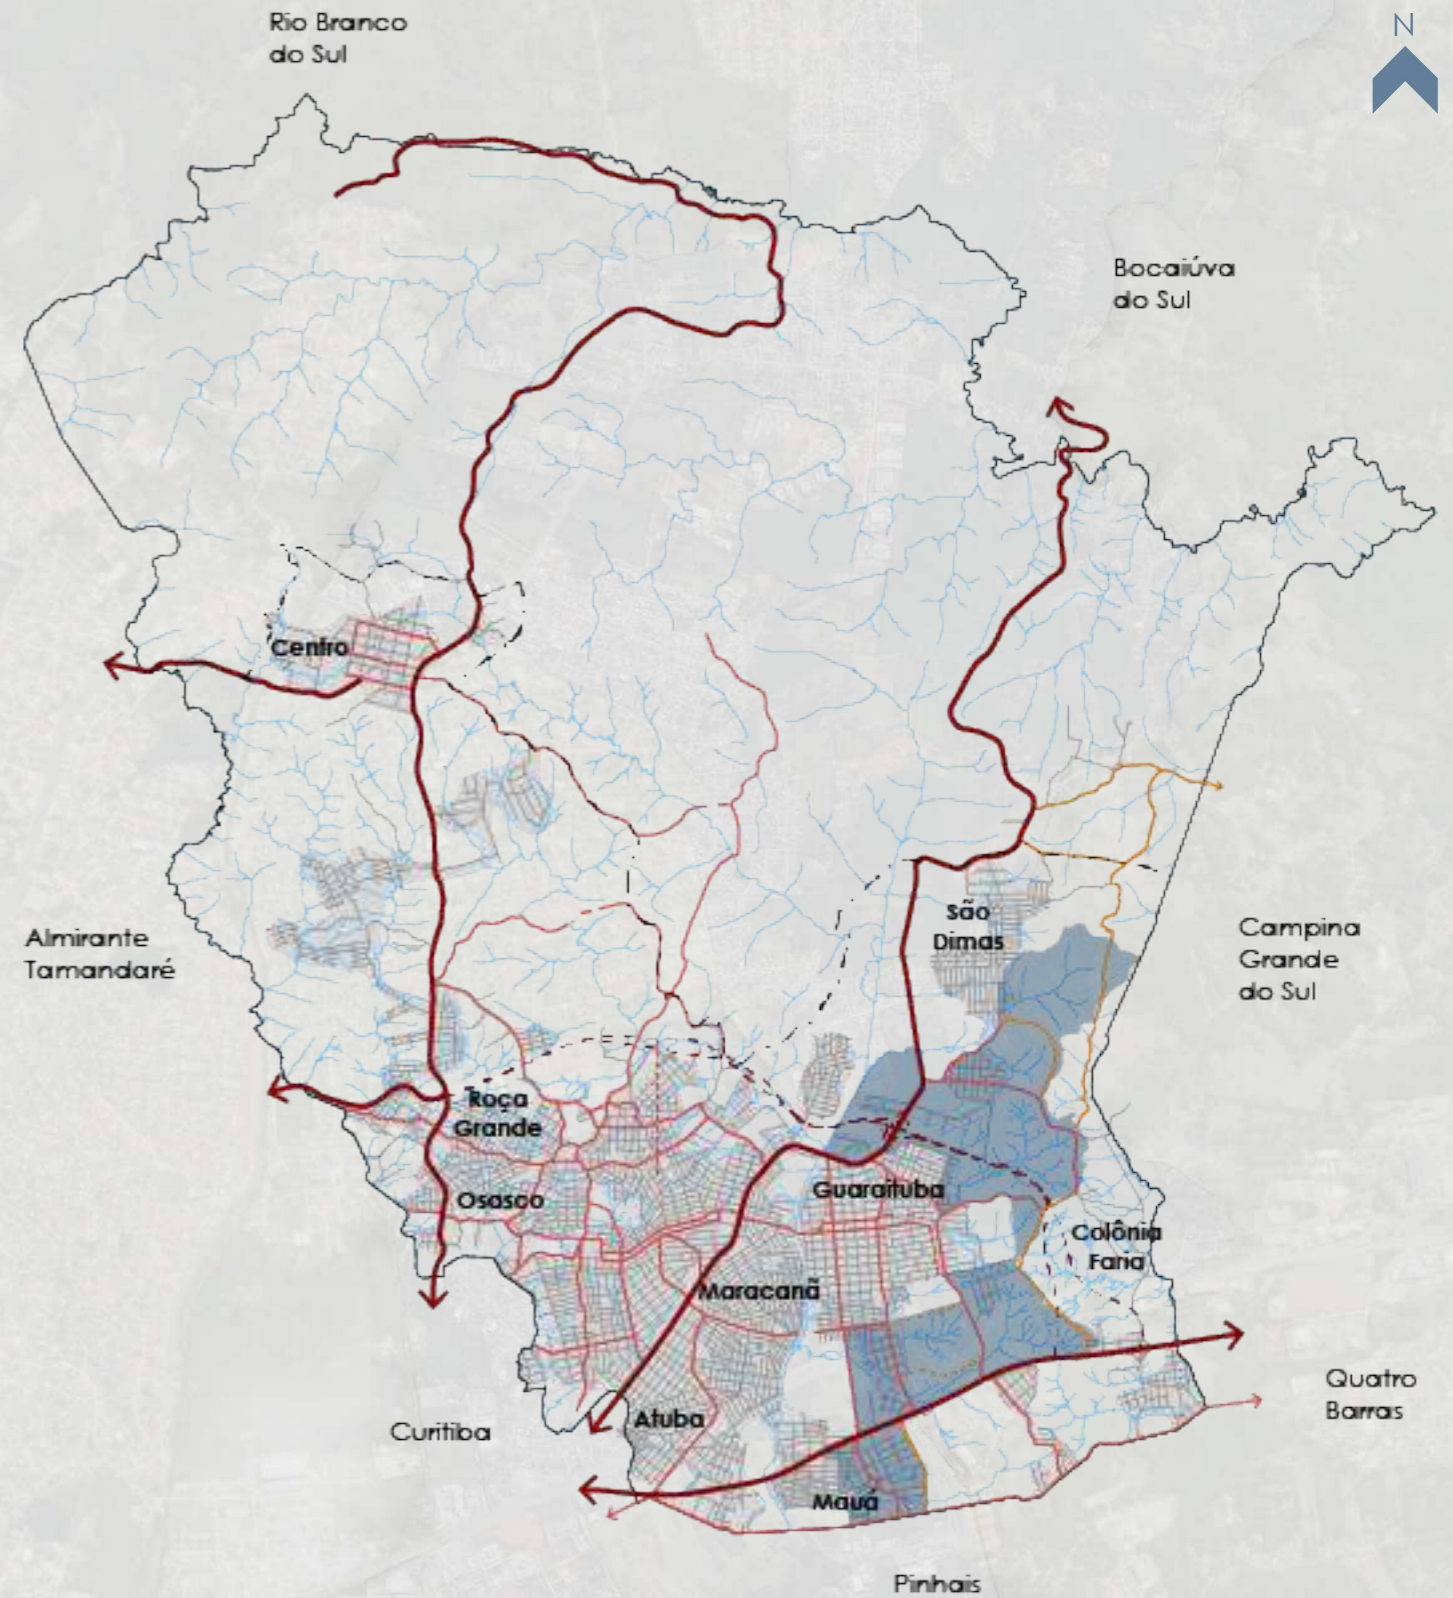 Rio Branco
do Sul
N
Bocaiúva
do Sul
Centro
São
Dimas
Almirante
Tamandaré
Campina
Grande
do Sul
Roça
Grande
Osasco
Guaraituba
Colônia
Faria
Maracanã
Quatro
Barras
Curitiba
Atuba
Mauá
Pinhais